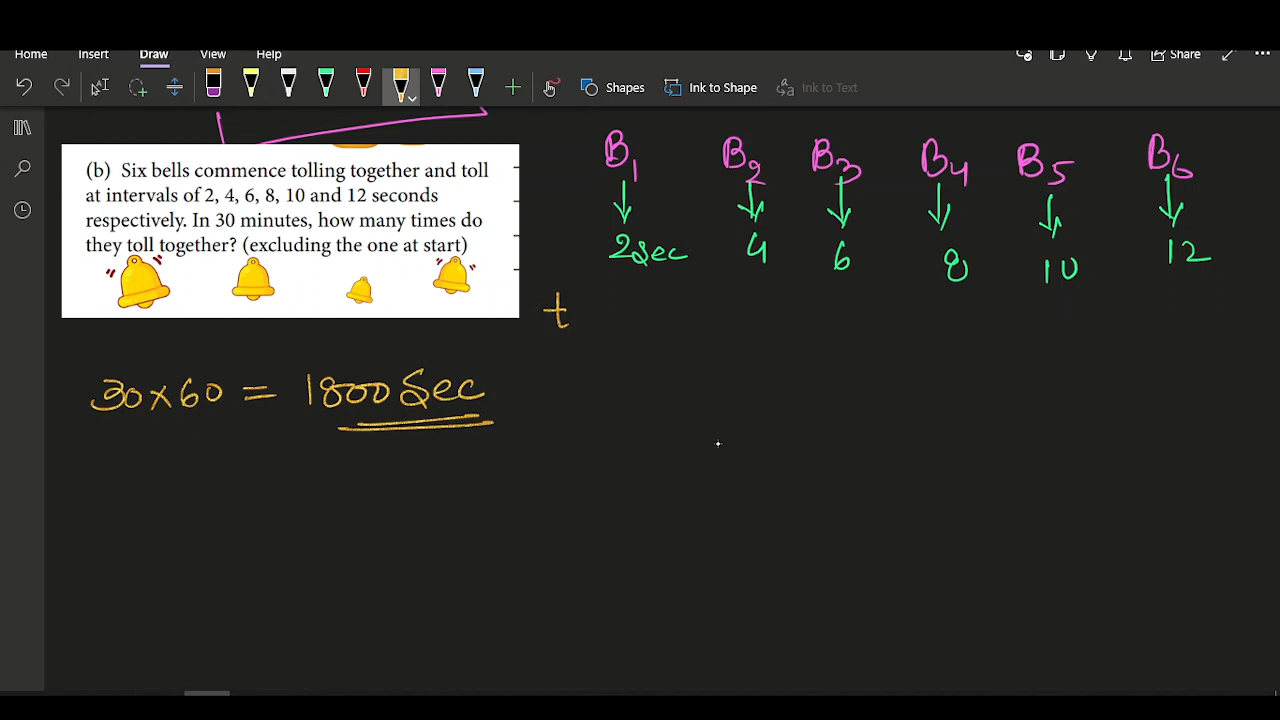 Home Insert Draw View Help Share
Shapes Ink to Shape Ink to Text
(b) Six bells commence tolling together and toll
at intervals of 2, 4, 6, 8, 10 and 12 seconds
respectively. In 30 minutes, how many times do
they toll together? (excluding the one at start)
B1 B2 B3 B4 B5 B6
2 Sec 4 6 8 10 12
t
30 × 60 = 1800 Sec